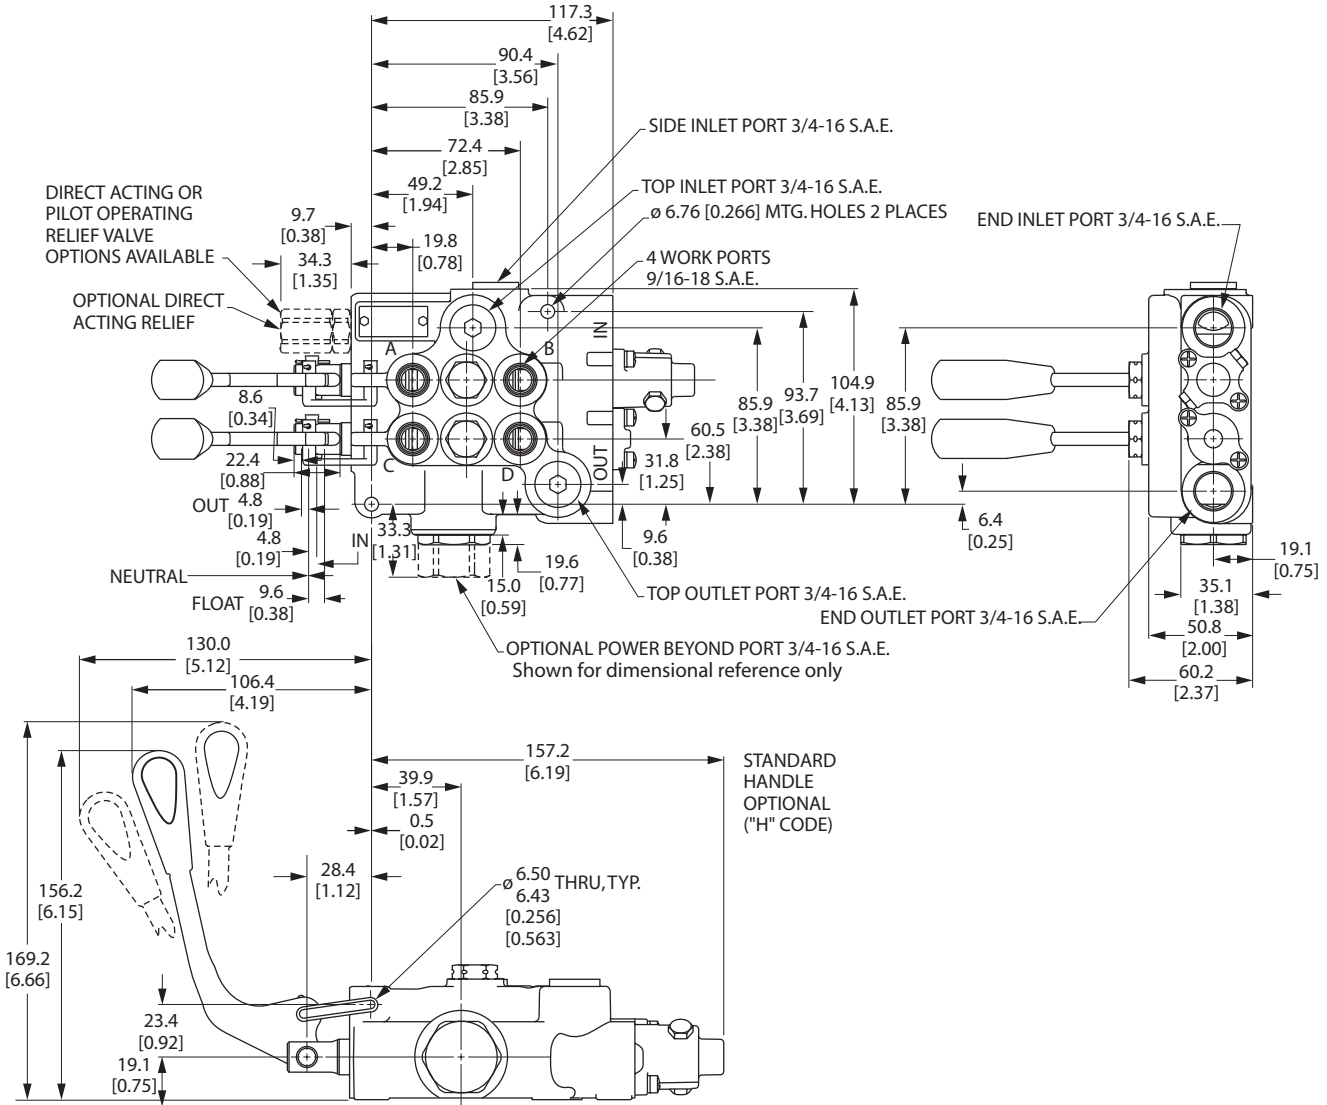 117.3
[4.62]
90.4
[3.56]
85.9
[3.38]
SIDE INLET PORT 3/4-16 S.A.E.
72.4
[2.85]
49.2
[1.94]
TOP INLET PORT 3/4-16 S.A.E.
DIRECT ACTING OR
PILOT OPERATING
RELIEF VALVE
OPTIONS AVAILABLE
9.7
[0.38]
ø 6.76 [0.266] MTG. HOLES 2 PLACES
END INLET PORT 3/4-16 S.A.E.
19.8
[0.78]
34.3
[1.35]
4 WORK PORTS
9/16-18 S.A.E.
OPTIONAL DIRECT
ACTING RELIEF
IN
A
B
8.6
[0.34]
85.9
[3.38]
93.7
[3.69]
104.9
[4.13]
85.9
[3.38]
60.5
[2.38]
C
D
OUT
31.8
[1.25]
22.4
[0.88]
OUT
4.8
[0.19]
4.8
[0.19]
IN
33.3
[1.31]
9.6
[0.38]
6.4
[0.25]
19.6
[0.77]
15.0
[0.59]
19.1
[0.75]
NEUTRAL
FLOAT
9.6
[0.38]
TOP OUTLET PORT 3/4-16 S.A.E.
END OUTLET PORT 3/4-16 S.A.E.
35.1
[1.38]
50.8
[2.00]
60.2
[2.37]
OPTIONAL POWER BEYOND PORT 3/4-16 S.A.E.
Shown for dimensional reference only
130.0
[5.12]
106.4
[4.19]
157.2
[6.19]
STANDARD
HANDLE
OPTIONAL
("H" CODE)
39.9
[1.57]
0.5
[0.02]
28.4
[1.12]
ø 6.50 THRU, TYP.
6.43
[0.256]
[0.563]
156.2
[6.15]
169.2
[6.66]
23.4
[0.92]
19.1
[0.75]